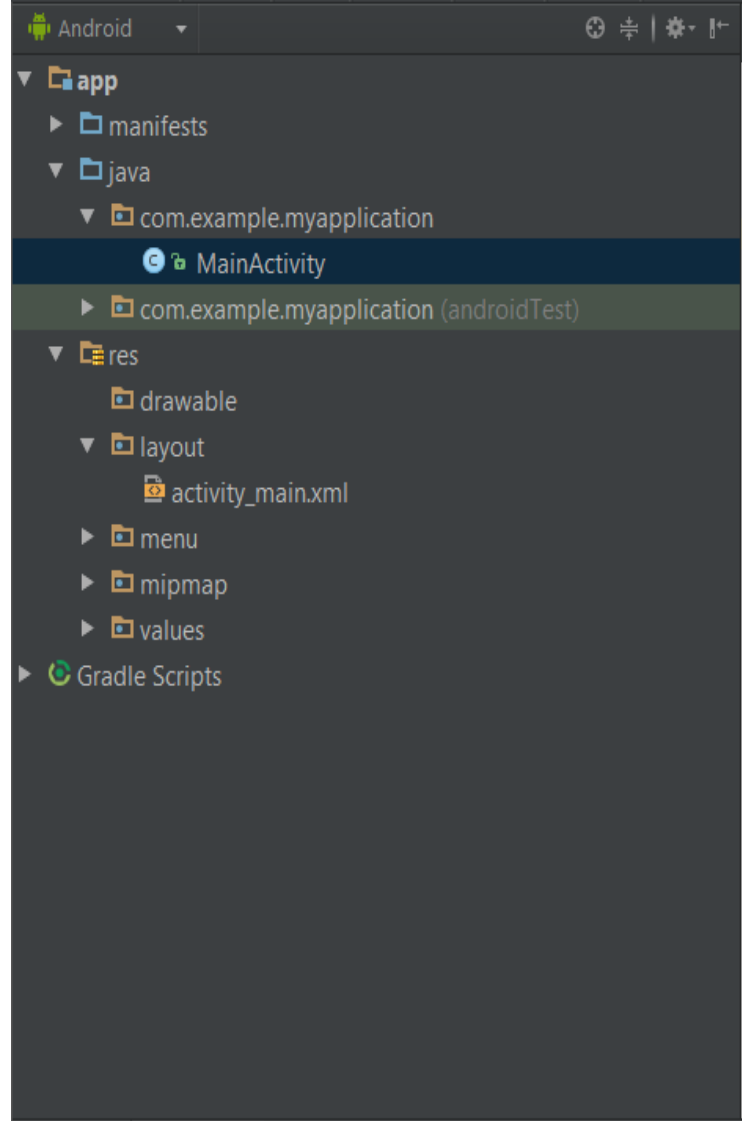 Android
app
manifests
java
com.example.myapplication
MainActivity
com.example.myapplication (androidTest)
res
drawable
layout
activity_main.xml
menu
mipmap
values
Gradle Scripts